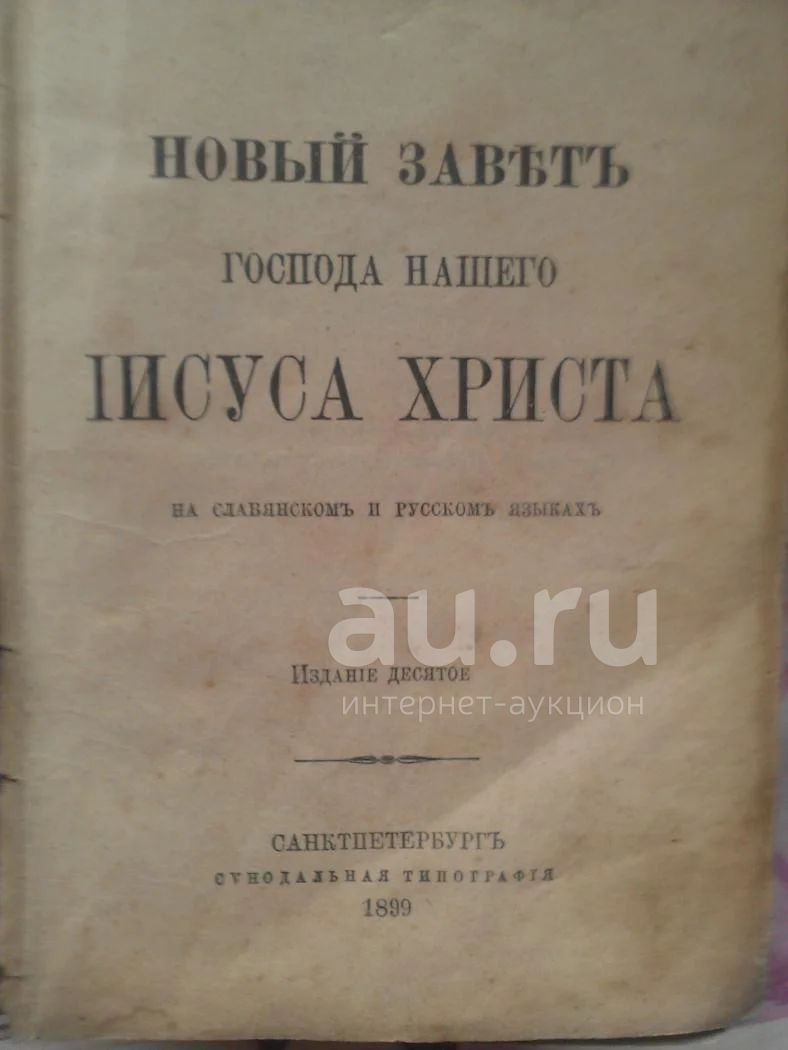 НОВЫЙ ЗАВѢТЪ
ГОСПОДА НАШЕГО
ІИСУСА ХРИСТА
НА СЛАВЯНСКОМЪ И РУССКОМЪ ЯЗЫКАХЪ
au.ru
ИЗДАНІЕ ДЕСЯТОЕ
интернет-аукцион
САНКТПЕТЕРБУРГЪ
СѴНОДАЛЬНАЯ ТИПОГРАФІЯ
1899